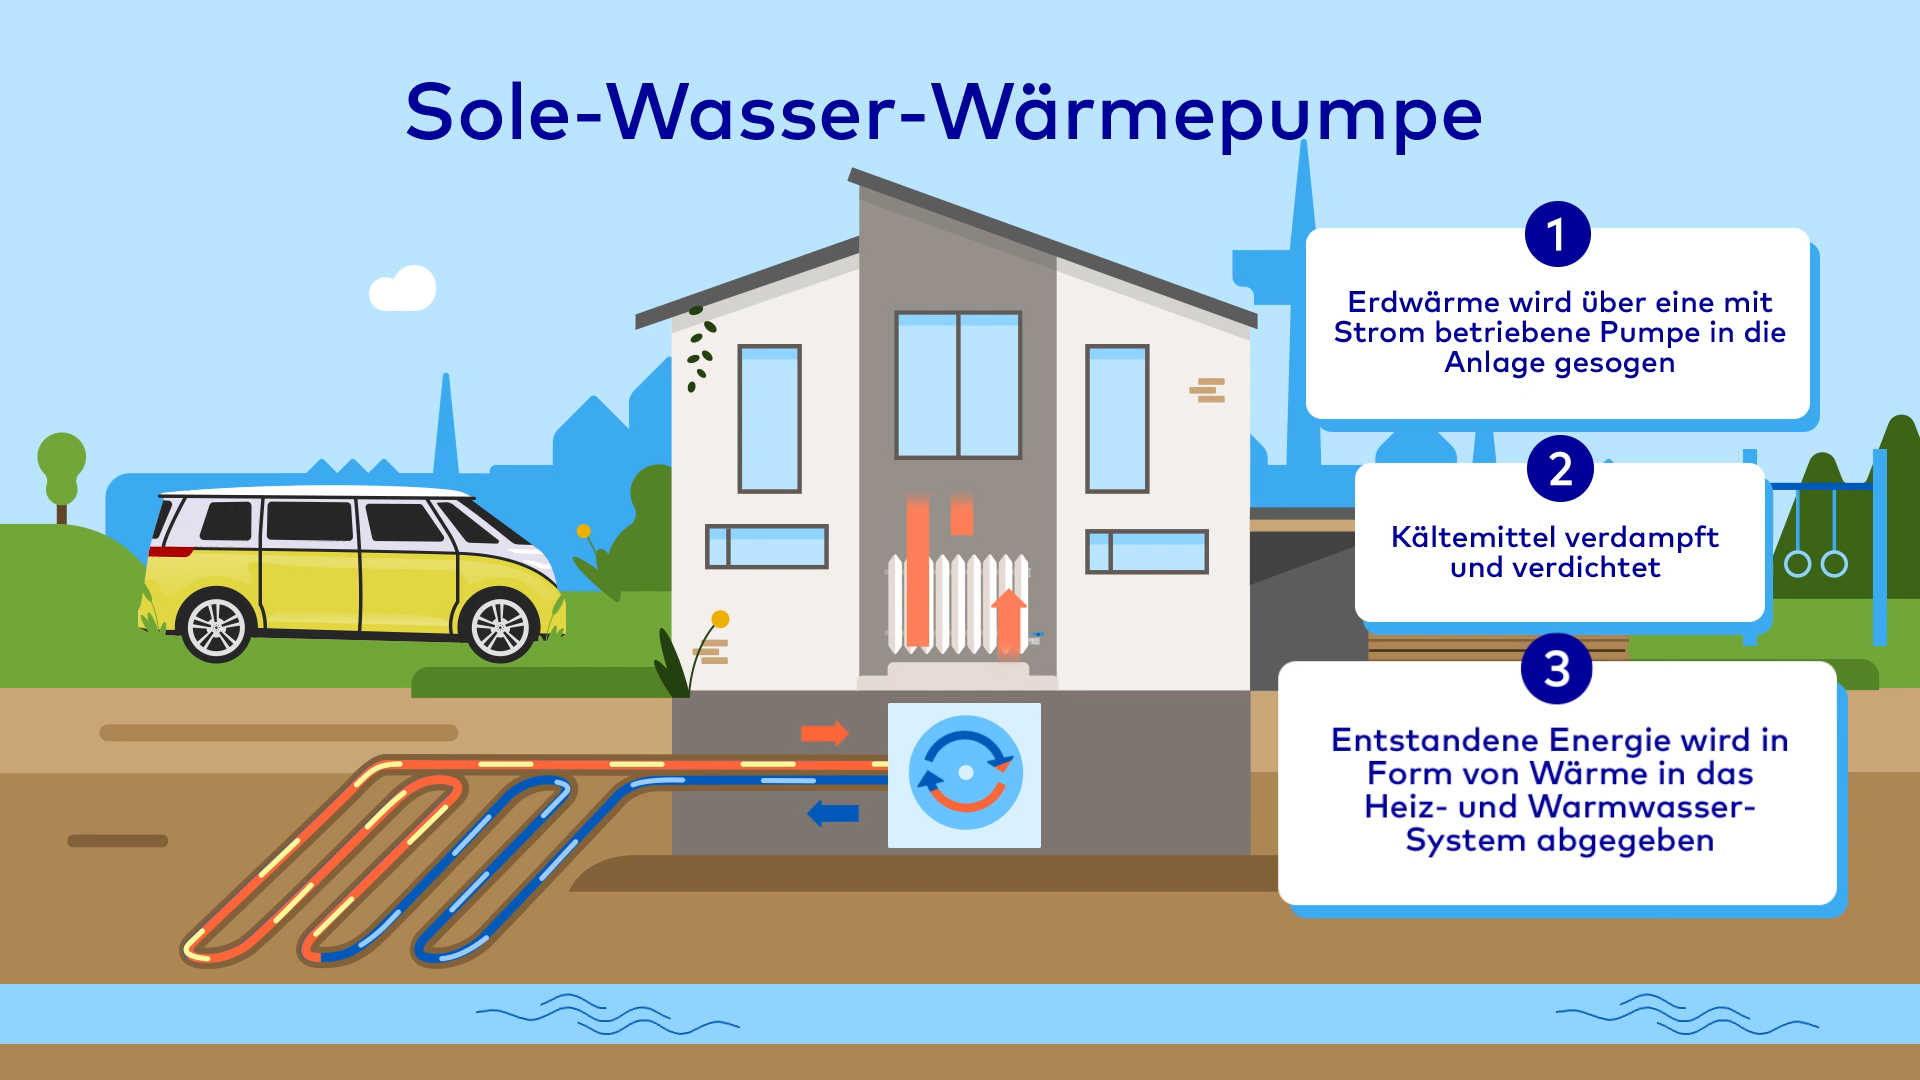 Sole-Wasser-Wärmepumpe
1
Erdwärme wird über eine mit
Strom betriebene Pumpe in die
Anlage gesogen
2
Kältemittel verdampft
und verdichtet
3
Entstandene Energie wird in
Form von Wärme in das
Heiz- und Warmwasser-
System abgegeben